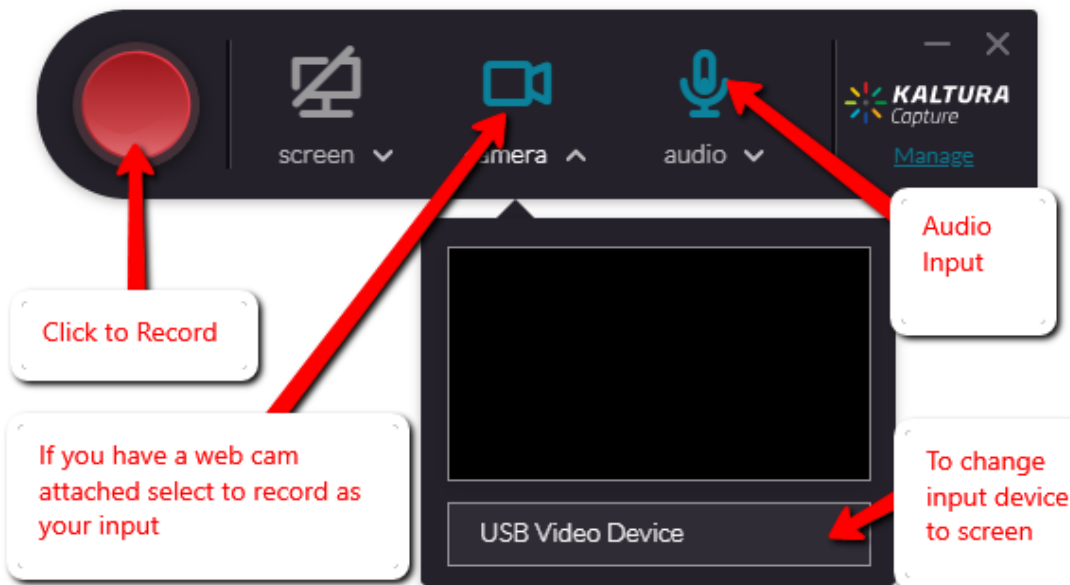 KALTURA
Capture
screen
amera
audio
Manage
Audio
Input
Click to Record
If you have a web cam
attached select to record as
your input
USB Video Device
To change
input device
to screen